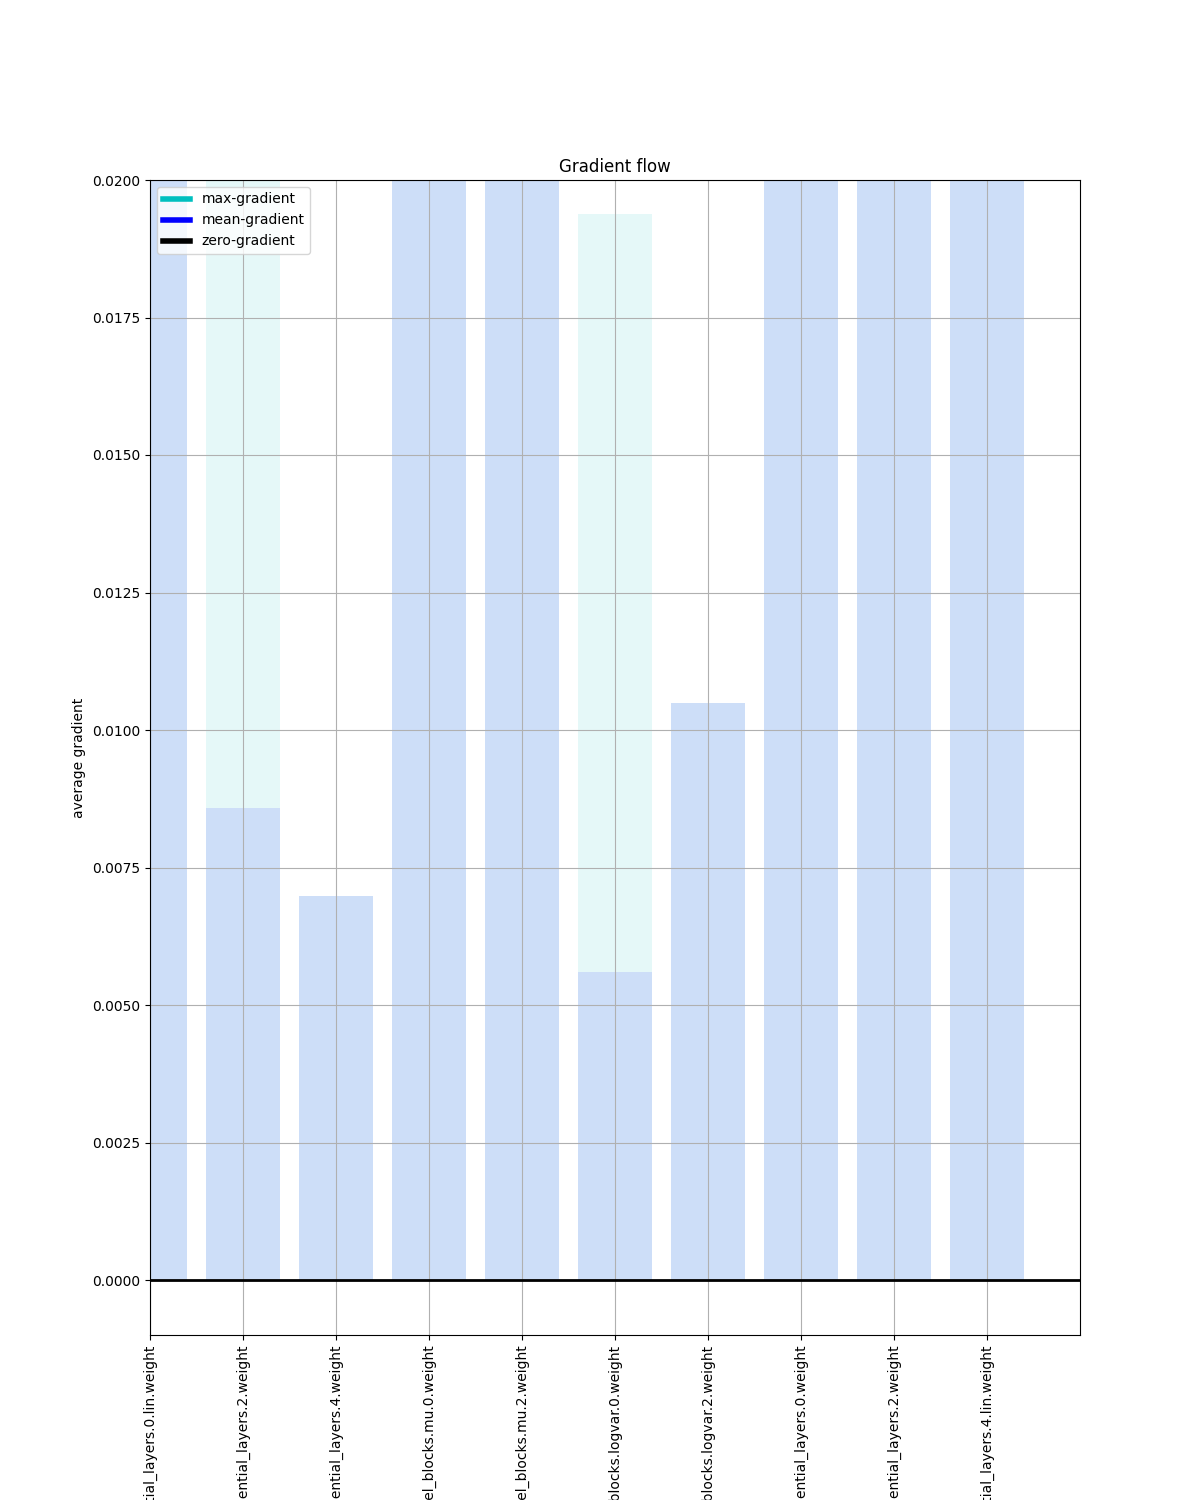 Gradient flow
max-gradient
mean-gradient
zero-gradient
average gradient
0.0200
0.0175
0.0150
0.0125
0.0100
0.0075
0.0050
0.0025
0.0000
tial_layers.0.lin.weight
ential_layers.2.weight
ential_layers.4.weight
el_blocks.mu.0.weight
el_blocks.mu.2.weight
blocks.logvar.0.weight
blocks.logvar.2.weight
ential_layers.0.weight
ential_layers.2.weight
tial_layers.4.lin.weight